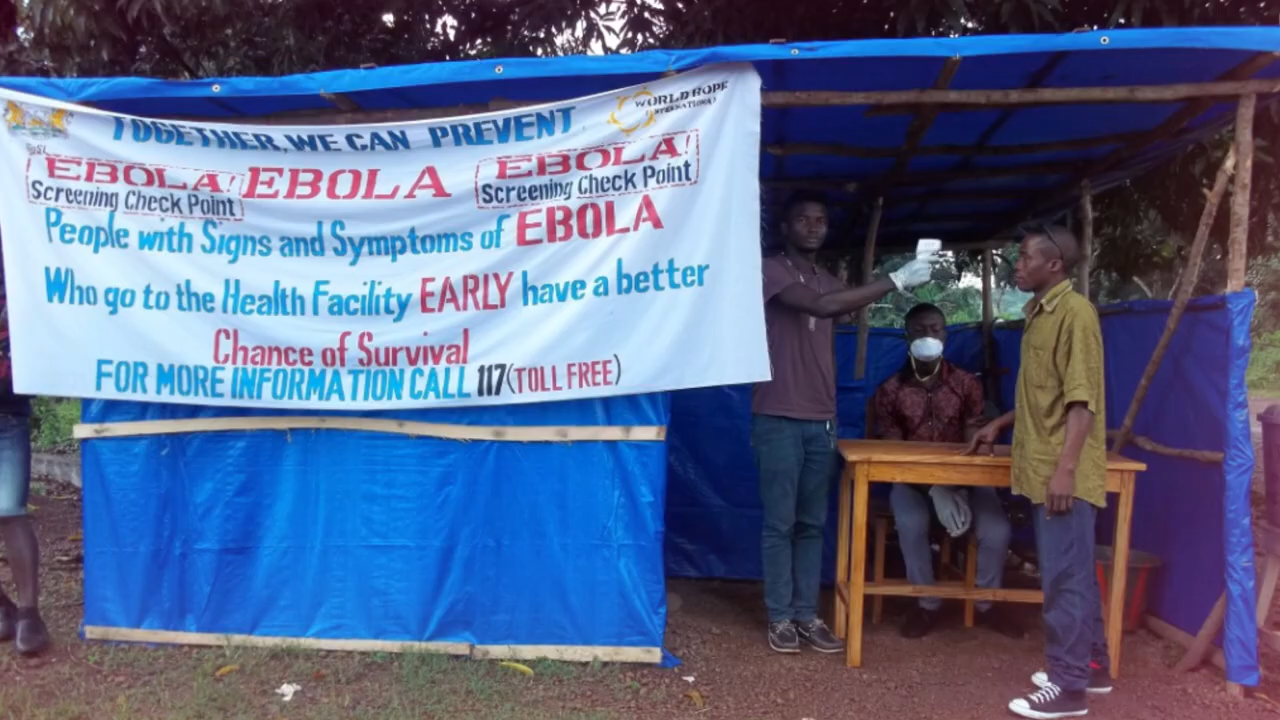 WORLD HOPE
INTERNATIONAL
TOGETHER, WE CAN PREVENT
EBOLA!
Screening Check Point
EBOLA
EBOLA!
Screening Check Point
People with Signs and Symptoms of EBOLA
Who go to the Health Facility EARLY have a better
Chance of Survival
FOR MORE INFORMATION CALL 117 (TOLL FREE)